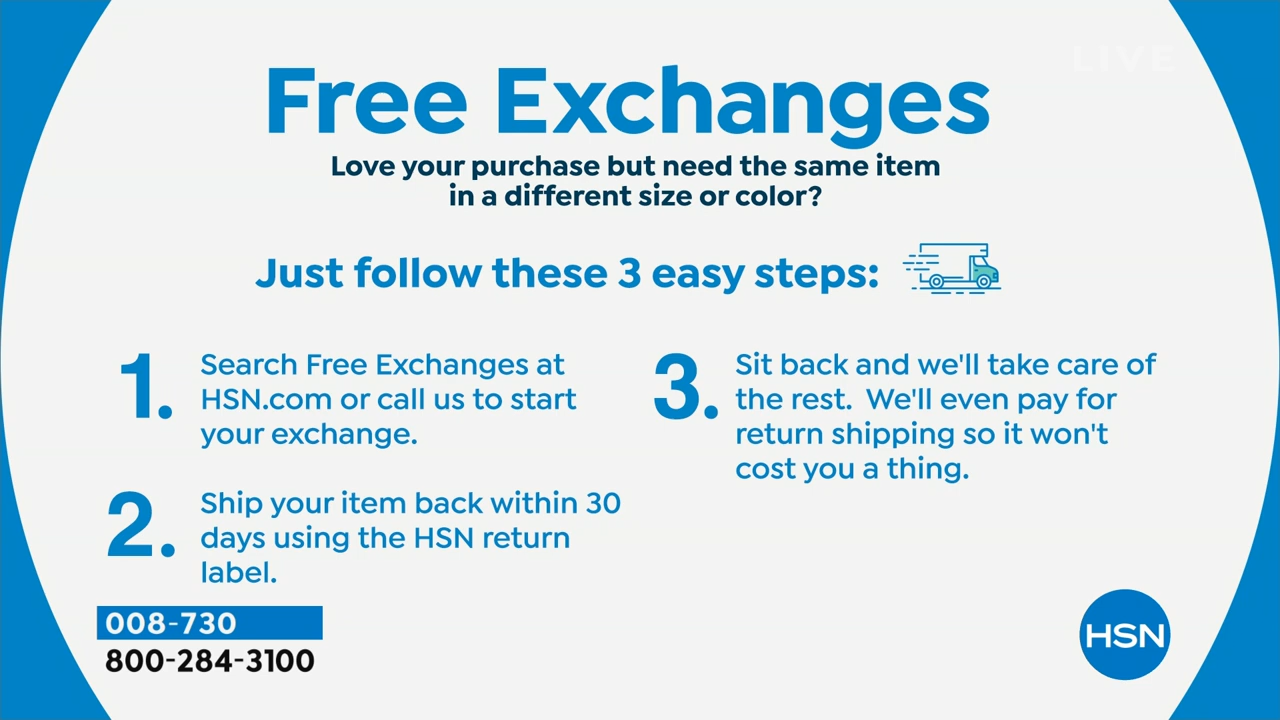 LIVE
Free Exchanges
Love your purchase but need the same item
in a different size or color?
Just follow these 3 easy steps:
1. Search Free Exchanges at
HSN.com or call us to start
your exchange.
2. Ship your item back within 30
days using the HSN return
label.
3. Sit back and we'll take care of
the rest.  We'll even pay for
return shipping so it won't
cost you a thing.
008-730
800-284-3100
HSN